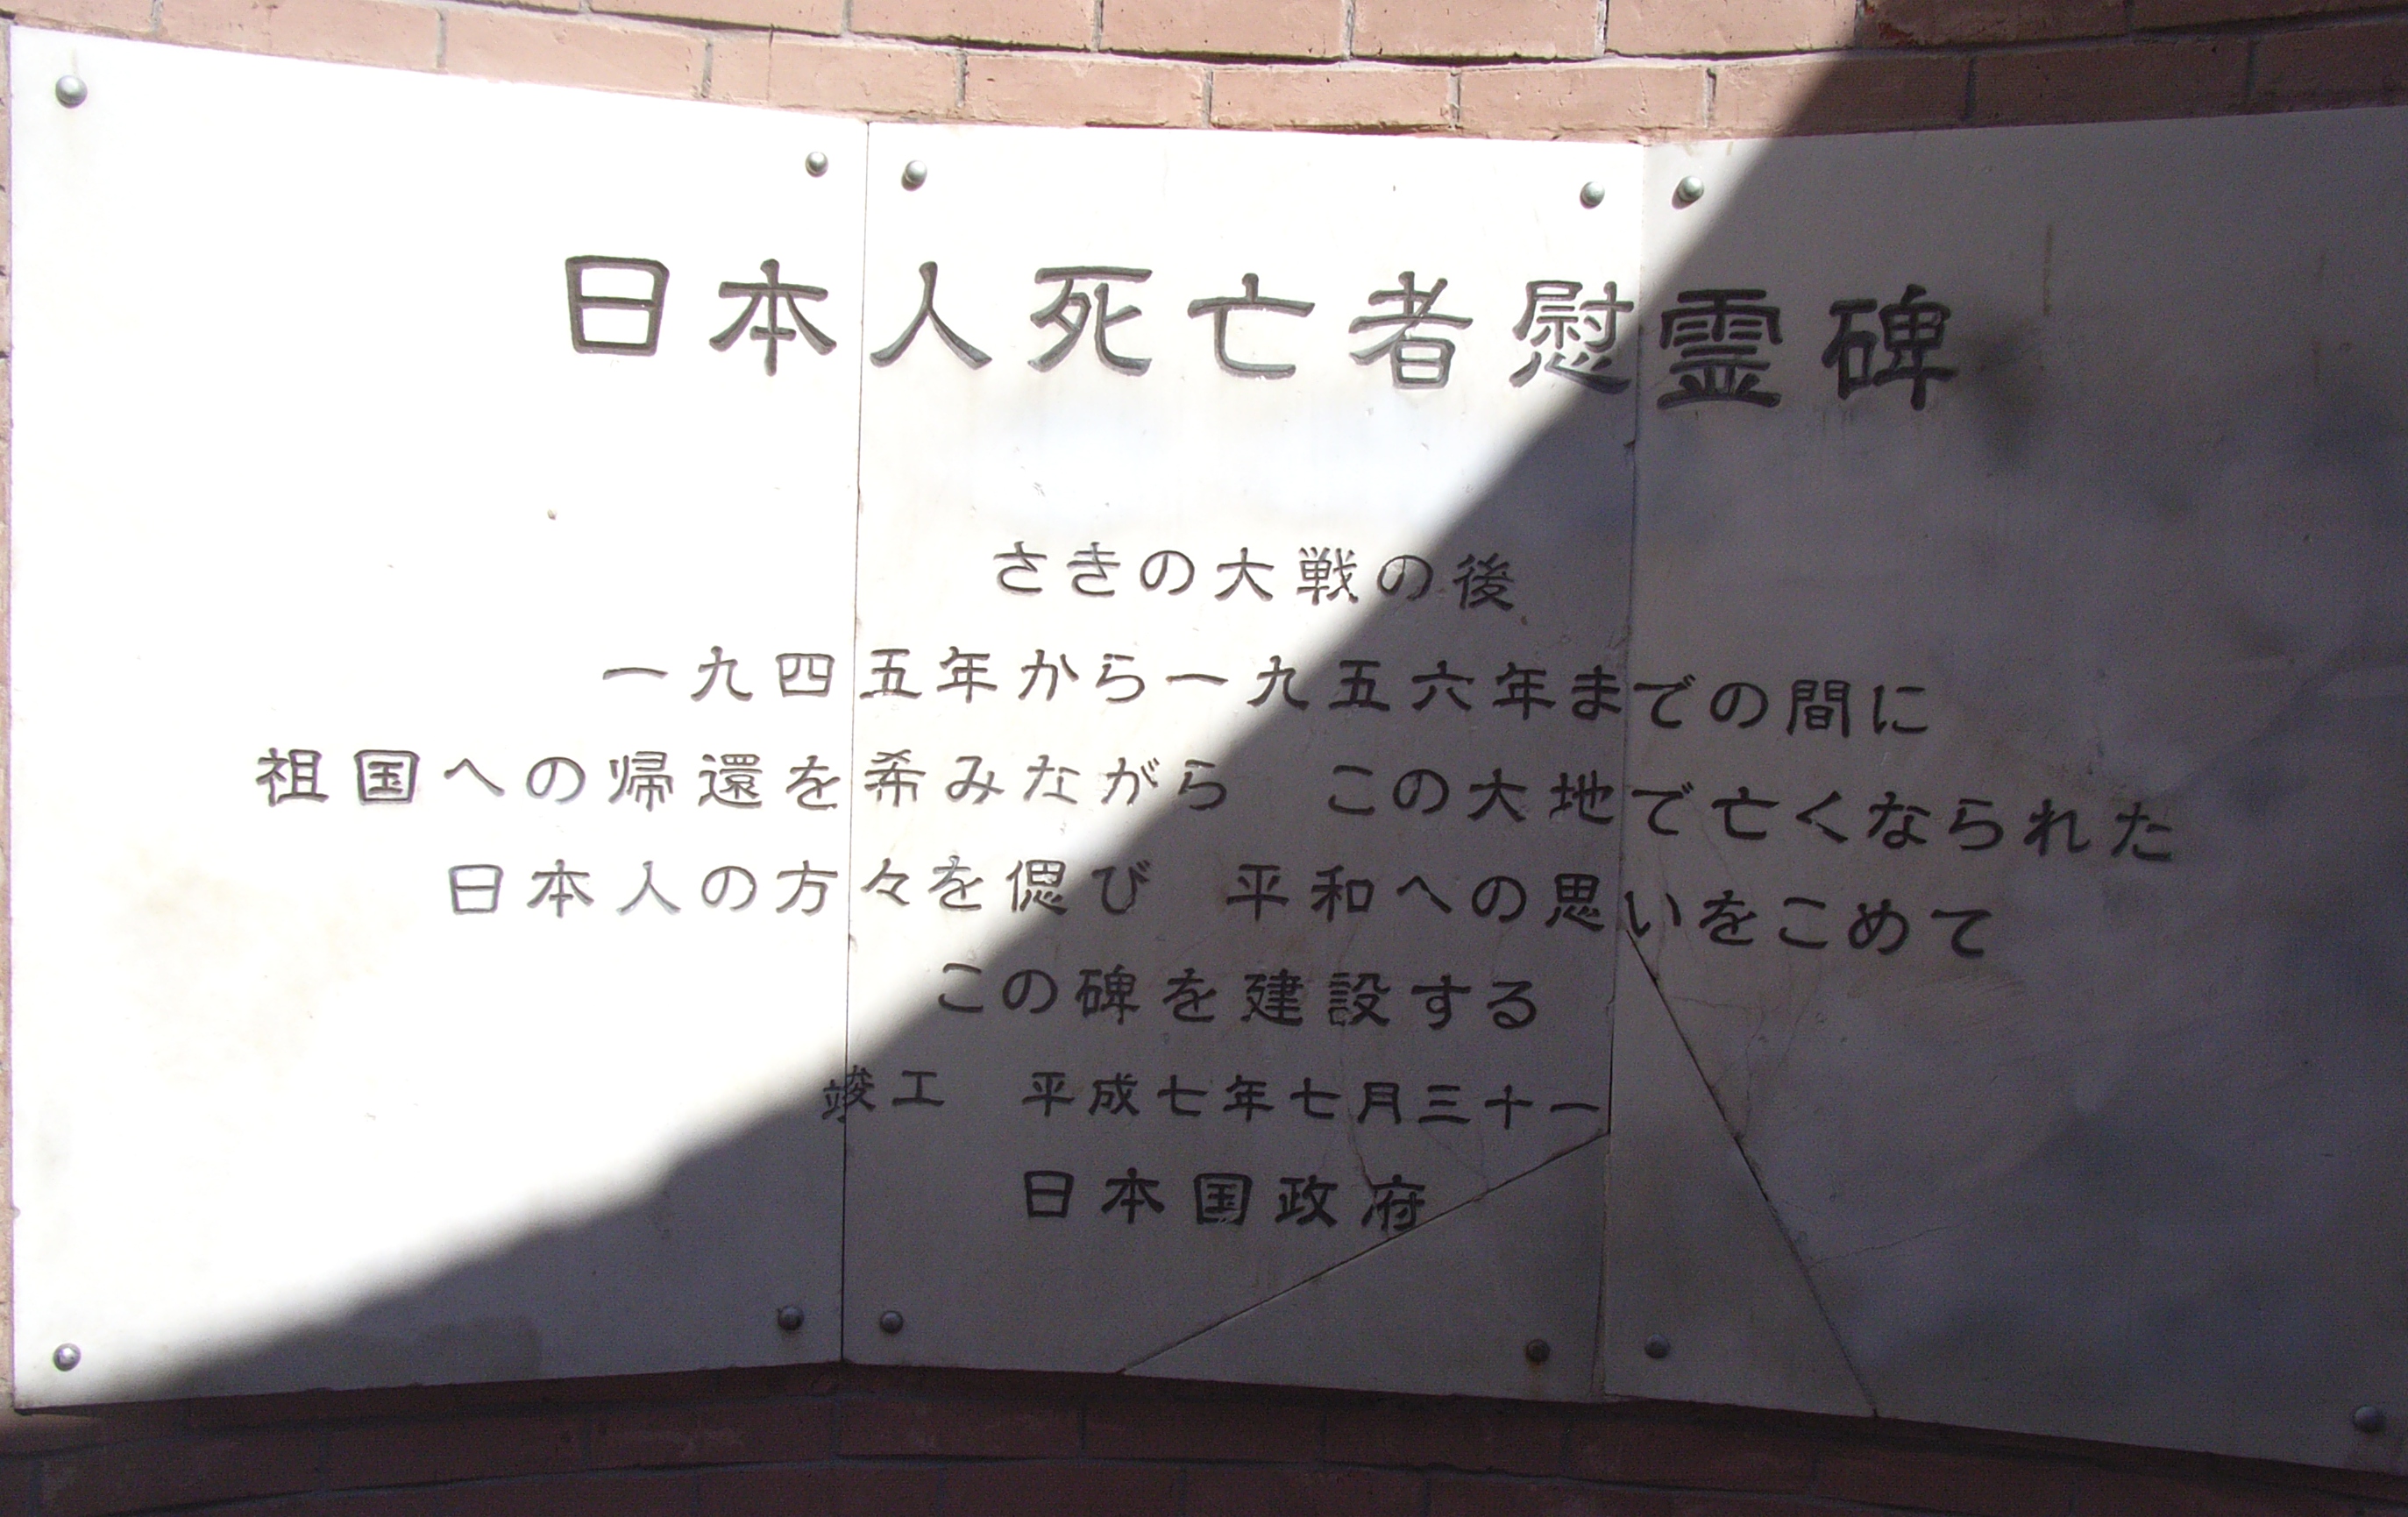 日本人死亡者慰霊碑
さきの大戦の後
一九四五年から一九五六年までの間に
祖国への帰還を希みながら　この大地で亡くなられた
日本人の方々を偲び　平和への思いをこめて
この碑を建設する
竣工　平成七年七月三十一
日本国政府